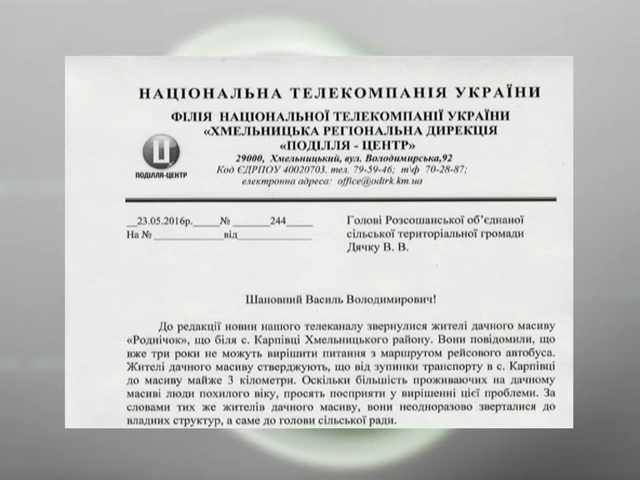 НАЦІОНАЛЬНА ТЕЛЕКОМПАНІЯ УКРАЇНИ
ФІЛІЯ НАЦІОНАЛЬНОЇ ТЕЛЕКОМПАНІЇ УКРАЇНИ
«ХМЕЛЬНИЦЬКА РЕГІОНАЛЬНА ДИРЕКЦІЯ
«ПОДІЛЛЯ - ЦЕНТР»
29000, Хмельницький, вул. Володимирська,92
Код ЄДРПОУ 40020703. тел. 79-59-46; т\ф 70-28-87;
електронна адреса: office@odtrk.km.ua
Ц
ПОДІЛЛЯ-ЦЕНТР
__23.05.2016р._____№ _______244_____
На № _____________від______________
Голові Розсошанської об’єднаної
сільської територіальної громади
Дячку В. В.
Шановний Василь Володимирович!
До редакції новин нашого телеканалу звернулися жителі дачного масиву
«Роднічок», що біля с. Карпівці Хмельницького району. Вони повідомили, що
вже три роки не можуть вирішити питання з маршрутом рейсового автобуса.
Жителі дачного масиву стверджують, що від зупинки транспорту в с. Карпівці
до масиву майже 3 кілометри. Оскільки більшість проживаючих на дачному
масиві люди похилого віку, просять посприяти у вирішенні цієї проблеми. За
словами тих же жителів дачного масиву, вони неодноразово зверталися до
владних структур, а саме до голови сільської ради.